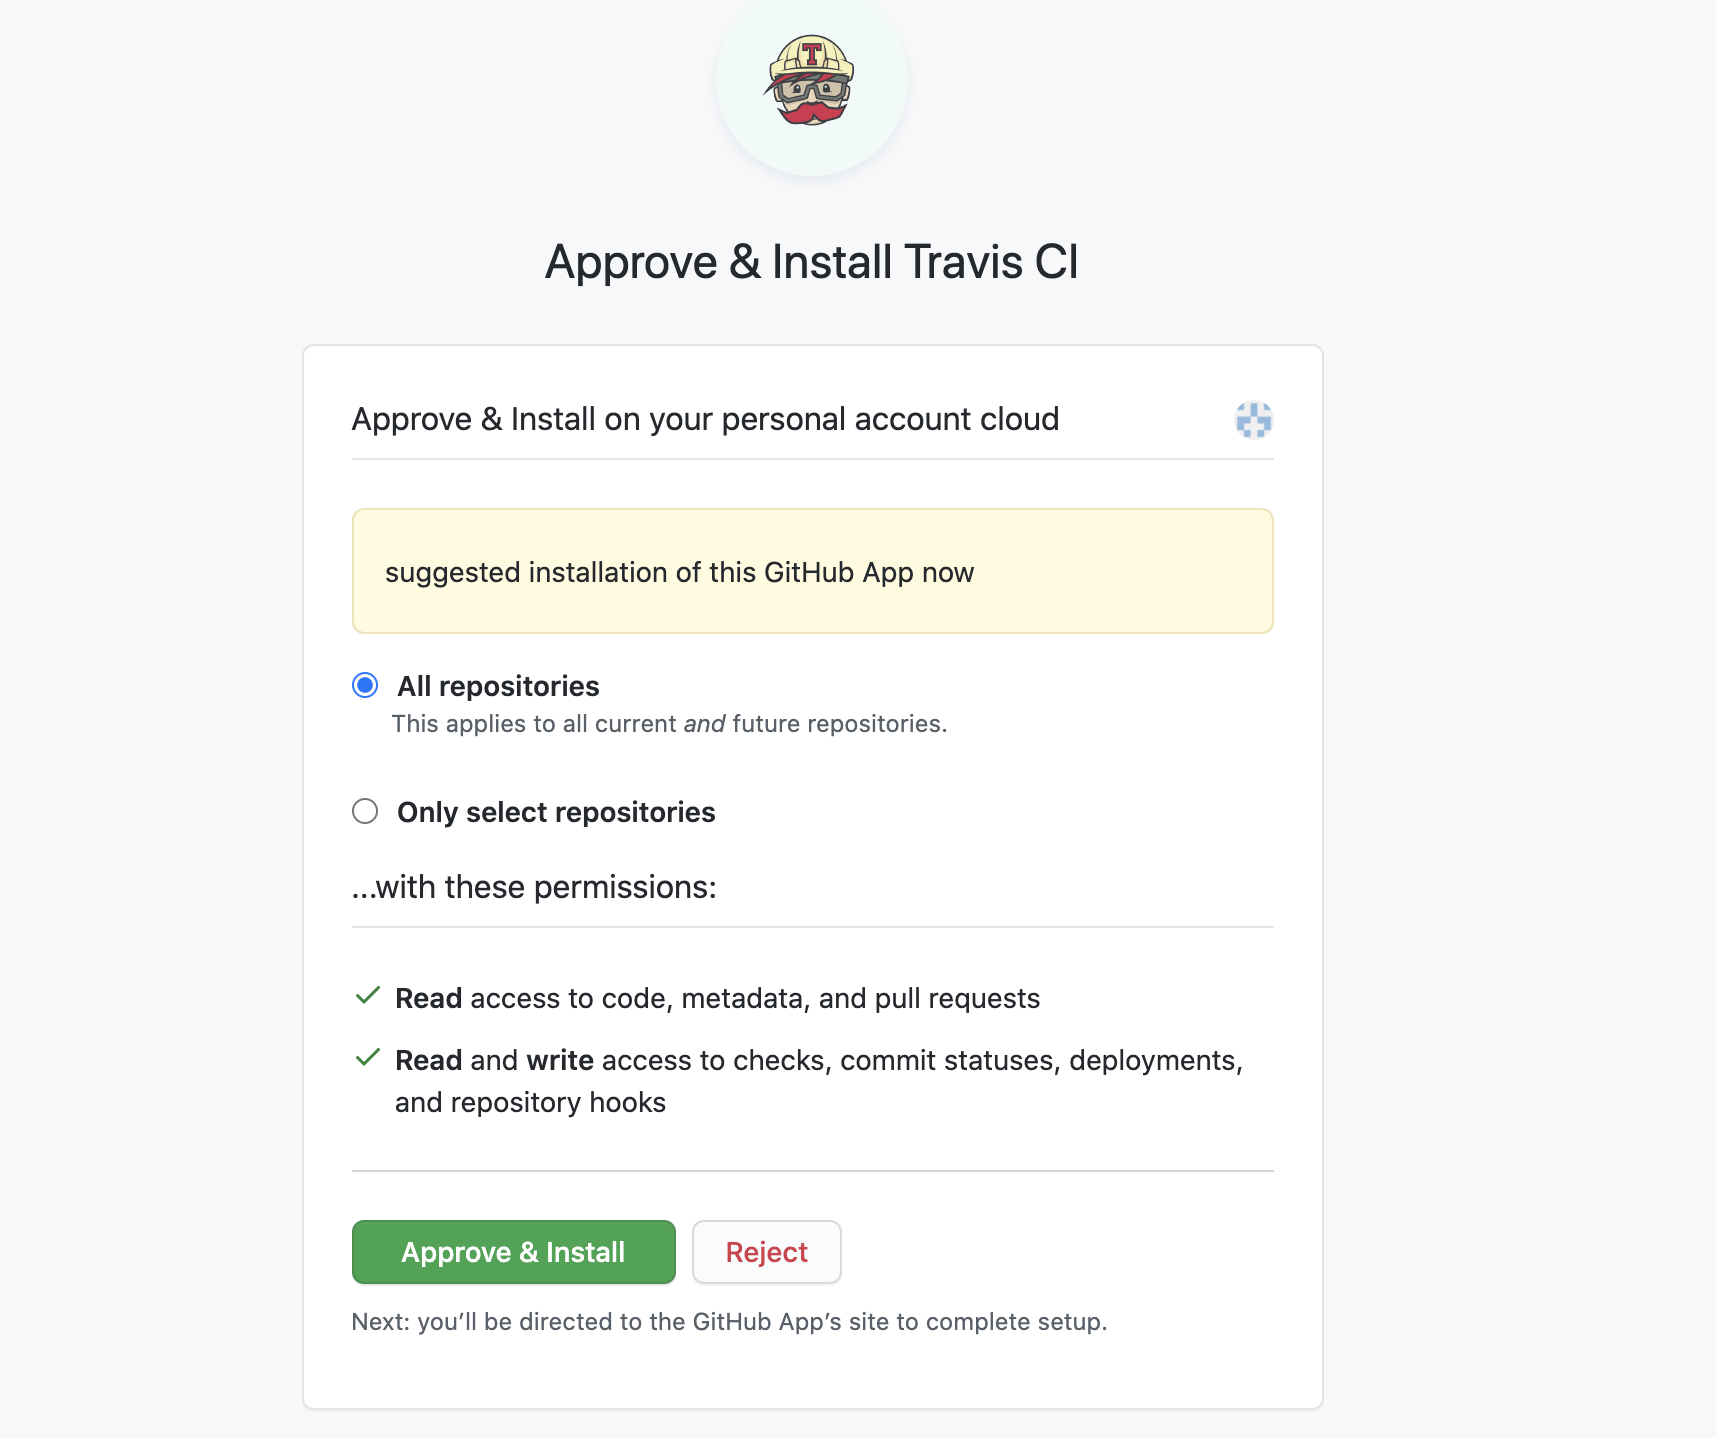 T
Approve & Install Travis CI
Approve & Install on your personal account cloud
suggested installation of this GitHub App now
All repositories
This applies to all current and future repositories.
Only select repositories
...with these permissions:
Read access to code, metadata, and pull requests
Read and write access to checks, commit statuses, deployments,
and repository hooks
Approve & Install
Reject
Next: you’ll be directed to the GitHub App’s site to complete setup.